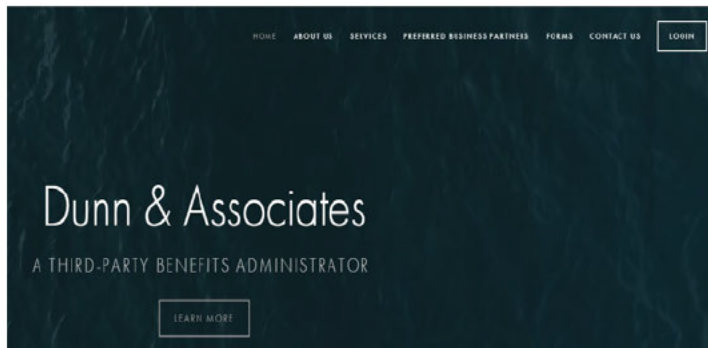 HOME ABOUT US SERVICES PREFERRED BUSINESS PARTNERS FORMS CONTACT US LOGIN
Dunn & Associates
A THIRD-PARTY BENEFITS ADMINISTRATOR
LEARN MORE